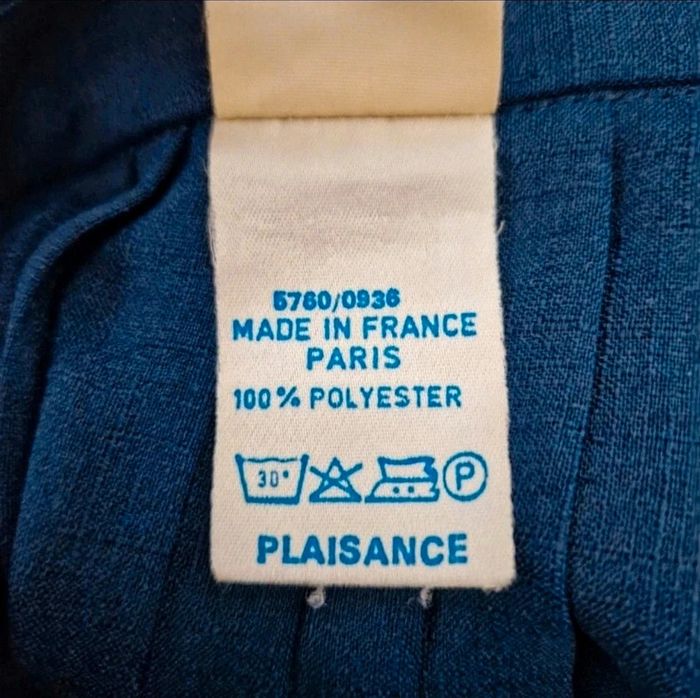 5760/0936
MADE IN FRANCE
PARIS
100% POLYESTER
30°
P
PLAISANCE